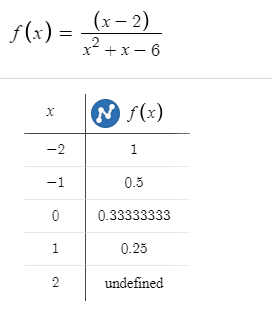 f(x) = (x − 2) / x² + x − 6
x N f(x)
−2 1
−1 0.5
0 0.33333333
1 0.25
2 undefined